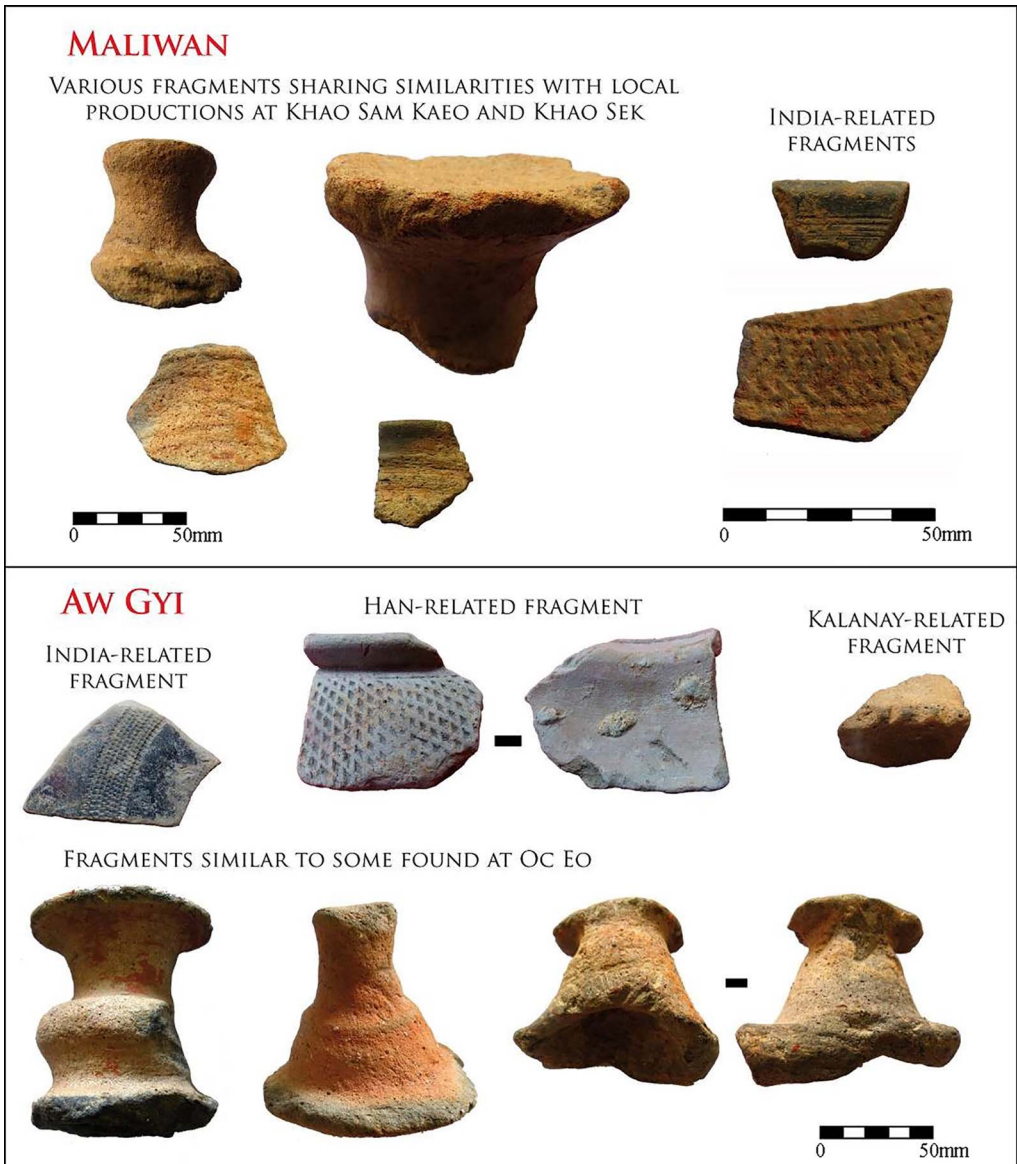 MALIWAN
VARIOUS FRAGMENTS SHARING SIMILARITIES WITH LOCAL
PRODUCTIONS AT KHAO SAM KAEO AND KHAO SEK
INDIA-RELATED
FRAGMENTS
0 50mm
0 50mm
AW GYI
INDIA-RELATED
FRAGMENT
HAN-RELATED FRAGMENT
KALANAY-RELATED
FRAGMENT
FRAGMENTS SIMILAR TO SOME FOUND AT OC EO
0 50mm